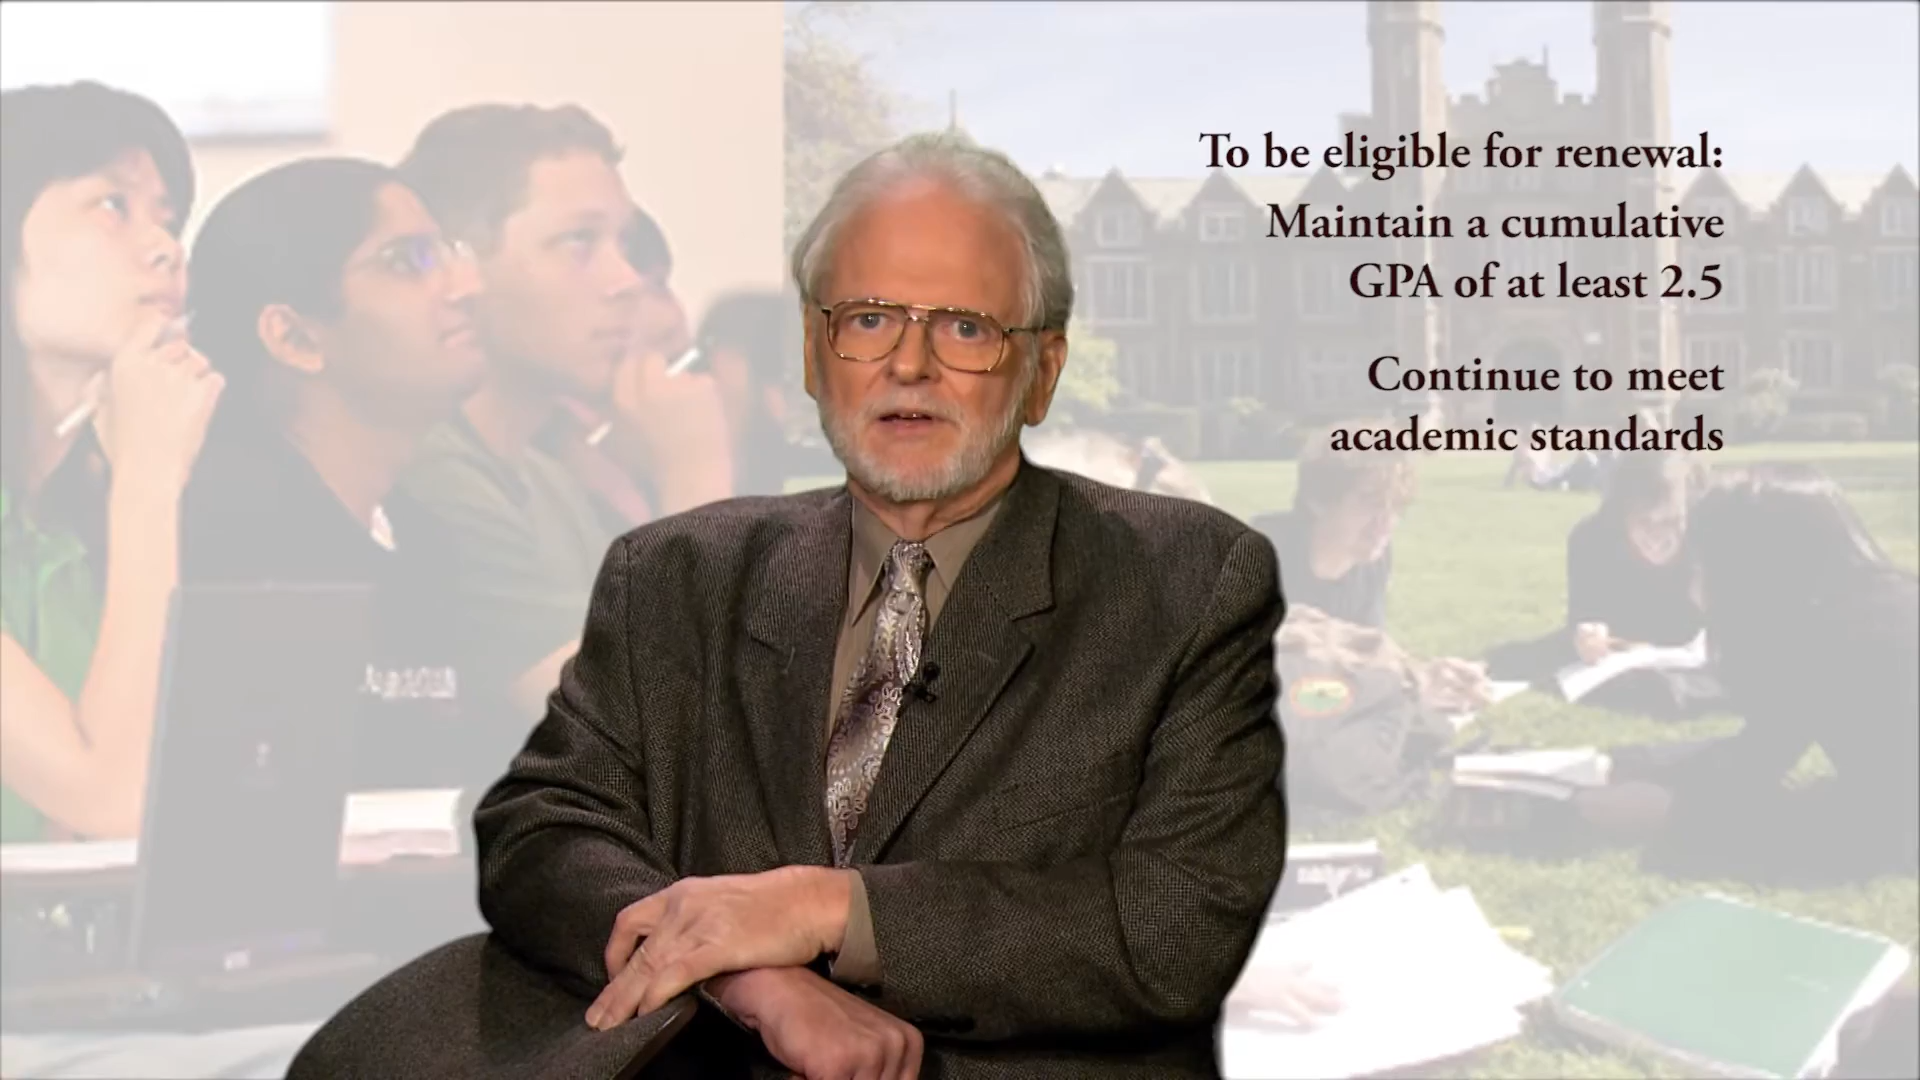 To be eligible for renewal:
Maintain a cumulative
GPA of at least 2.5
Continue to meet
academic standards